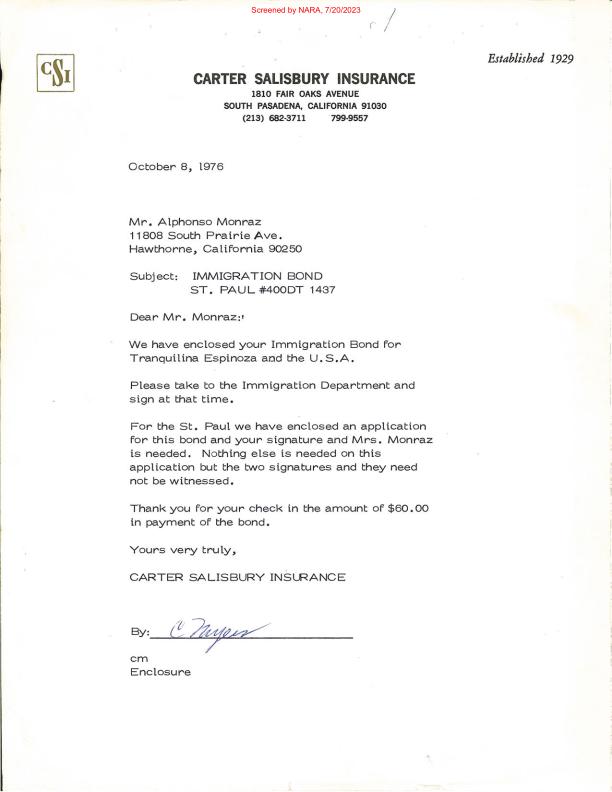 Screened by NARA, 7/20/2023
CSI
Established 1929
CARTER SALISBURY INSURANCE
1810 FAIR OAKS AVENUE
SOUTH PASADENA, CALIFORNIA 91030
(213) 682-3711 799-9557
October 8, 1976
Mr. Alphonso Monraz
11808 South Prairie Ave.
Hawthorne, California 90250
Subject: IMMIGRATION BOND
ST. PAUL #400DT 1437
Dear Mr. Monraz:'
We have enclosed your Immigration Bond for
Tranquilina Espinoza and the U.S.A.
Please take to the Immigration Department and
sign at that time.
For the St. Paul we have enclosed an application
for this bond and your signature and Mrs. Monraz
is needed. Nothing else is needed on this
application but the two signatures and they need
not be witnessed.
Thank you for your check in the amount of $60.00
in payment of the bond.
Yours very truly,
CARTER SALISBURY INSURANCE
By: C
cm
Enclosure